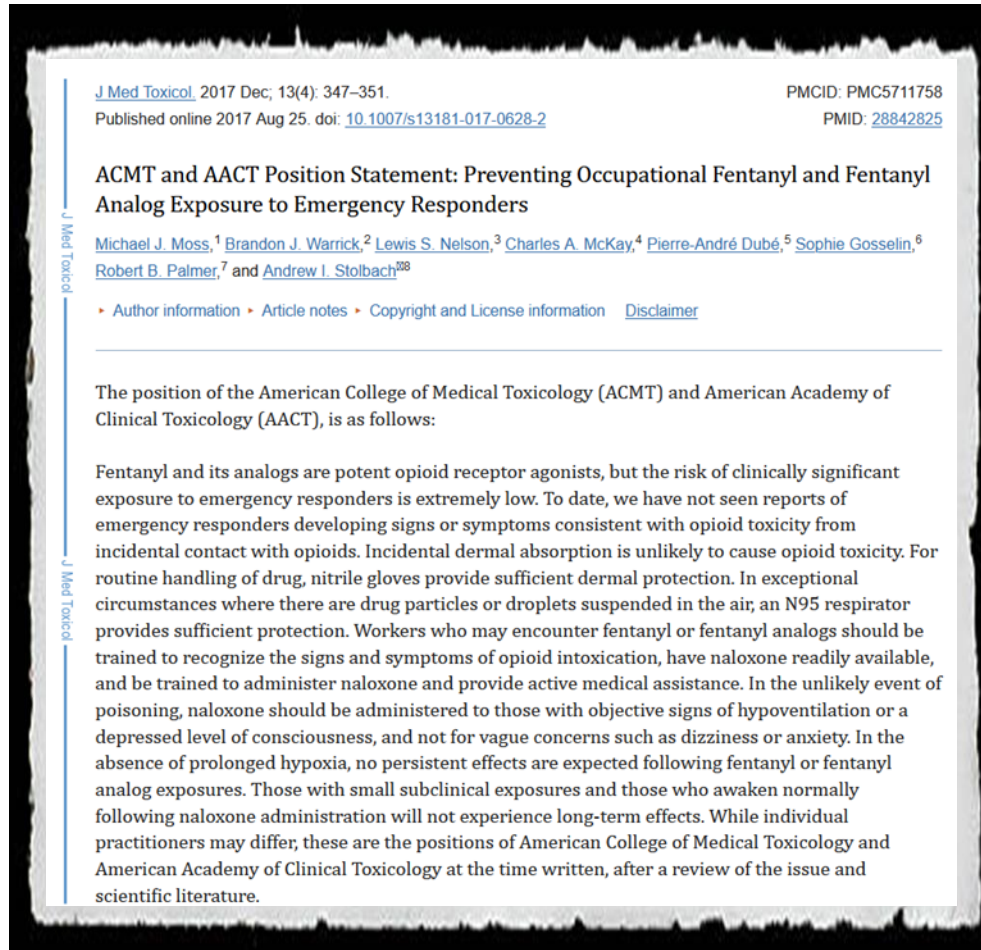 J Med Toxicol. 2017 Dec; 13(4): 347–351.
PMCID: PMC5711758
Published online 2017 Aug 25. doi: 10.1007/s13181-017-0628-2
PMID: 28842825
ACMT and AACT Position Statement: Preventing Occupational Fentanyl and Fentanyl
Analog Exposure to Emergency Responders
Michael J. Moss,1 Brandon J. Warrick,2 Lewis S. Nelson,3 Charles A. McKay,4 Pierre-André Dubé,5 Sophie Gosselin,6
Robert B. Palmer,7 and Andrew I. Stolbach✉8
▸ Author information ▸ Article notes ▸ Copyright and License information Disclaimer
The position of the American College of Medical Toxicology (ACMT) and American Academy of
Clinical Toxicology (AACT), is as follows:
Fentanyl and its analogs are potent opioid receptor agonists, but the risk of clinically significant
exposure to emergency responders is extremely low. To date, we have not seen reports of
emergency responders developing signs or symptoms consistent with opioid toxicity from
incidental contact with opioids. Incidental dermal absorption is unlikely to cause opioid toxicity. For
routine handling of drug, nitrile gloves provide sufficient dermal protection. In exceptional
circumstances where there are drug particles or droplets suspended in the air, an N95 respirator
provides sufficient protection. Workers who may encounter fentanyl or fentanyl analogs should be
trained to recognize the signs and symptoms of opioid intoxication, have naloxone readily available,
and be trained to administer naloxone and provide active medical assistance. In the unlikely event of
poisoning, naloxone should be administered to those with objective signs of hypoventilation or a
depressed level of consciousness, and not for vague concerns such as dizziness or anxiety. In the
absence of prolonged hypoxia, no persistent effects are expected following fentanyl or fentanyl
analog exposures. Those with small subclinical exposures and those who awaken normally
following naloxone administration will not experience long-term effects. While individual
practitioners may differ, these are the positions of American College of Medical Toxicology and
American Academy of Clinical Toxicology at the time written, after a review of the issue and
scientific literature.
J Med Toxicol
J Med Toxicol